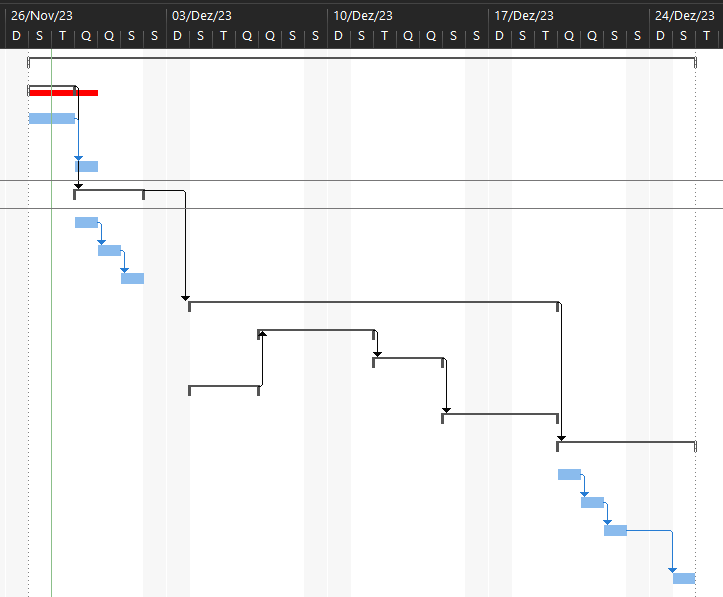 26/Nov/23 03/Dez/23 10/Dez/23 17/Dez/23 24/Dez/23
D S T Q Q S S D S T Q Q S S D S T Q Q S S D S T Q Q S S D S T